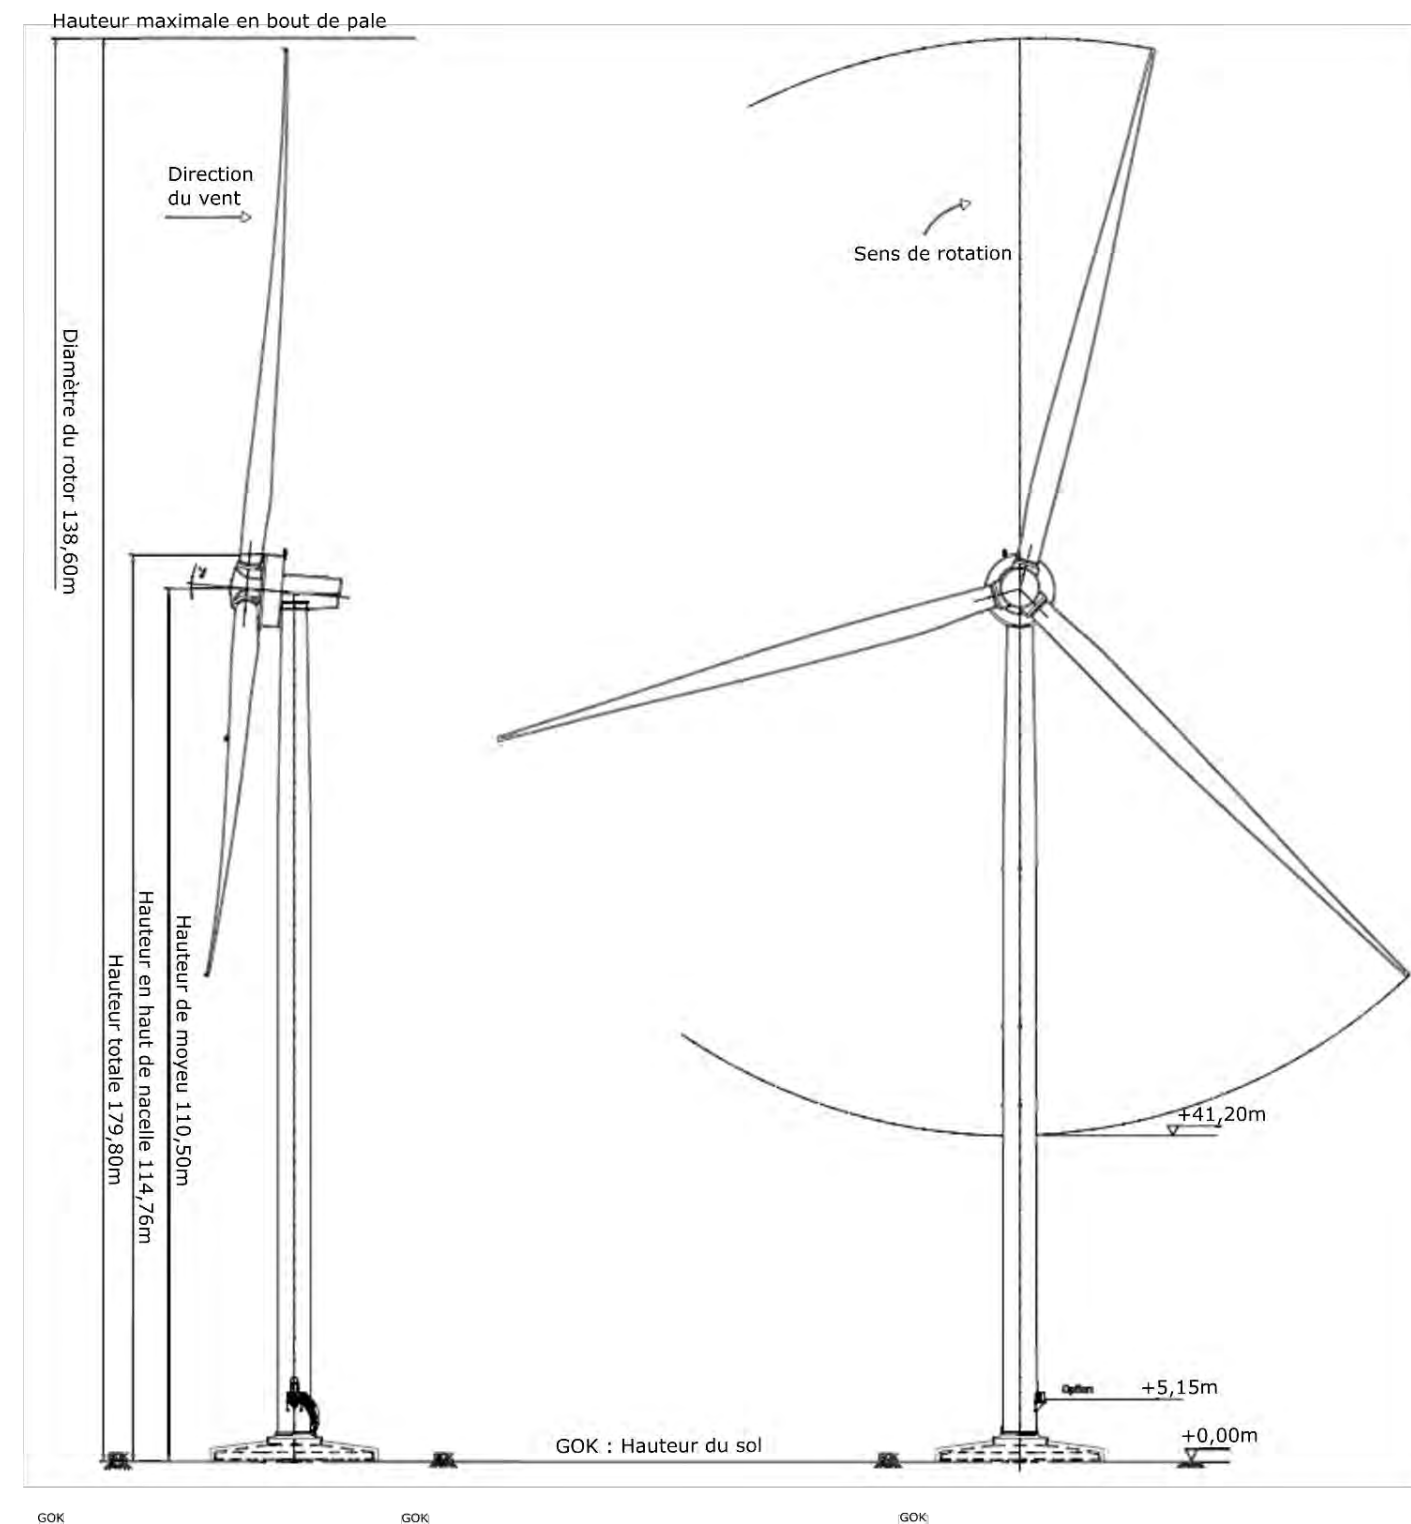 Hauteur maximale en bout de pale
Direction
du vent
Sens de rotation
Diamètre du rotor 138,60m
Hauteur de moyeu 110,50m
Hauteur en haut de nacelle 114,76m
Hauteur totale 179,80m
+41,20m
Option
+5,15m
+0,00m
GOK : Hauteur du sol
GOK
GOK
GOK